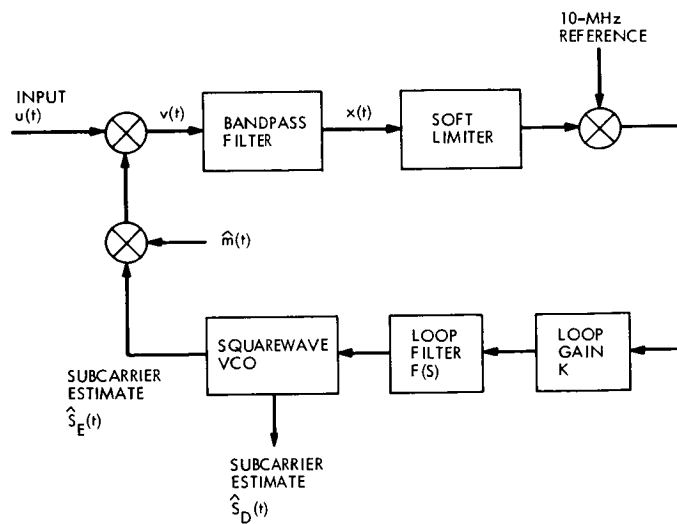 10-MHz
REFERENCE
INPUT
u(t)
v(t)
BANDPASS
FILTER
x(t)
SOFT
LIMITER
m̂(t)
SQUAREWAVE
VCO
LOOP
FILTER
F(S)
LOOP
GAIN
K
SUBCARRIER
ESTIMATE
Ŝ_E(t)
SUBCARRIER
ESTIMATE
Ŝ_D(t)